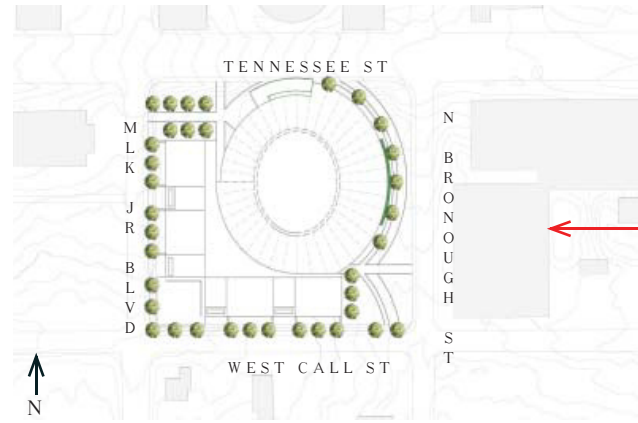 TENNESSEE ST
MLK JR BLVD
N BRONOUGH ST
WEST CALL ST
N